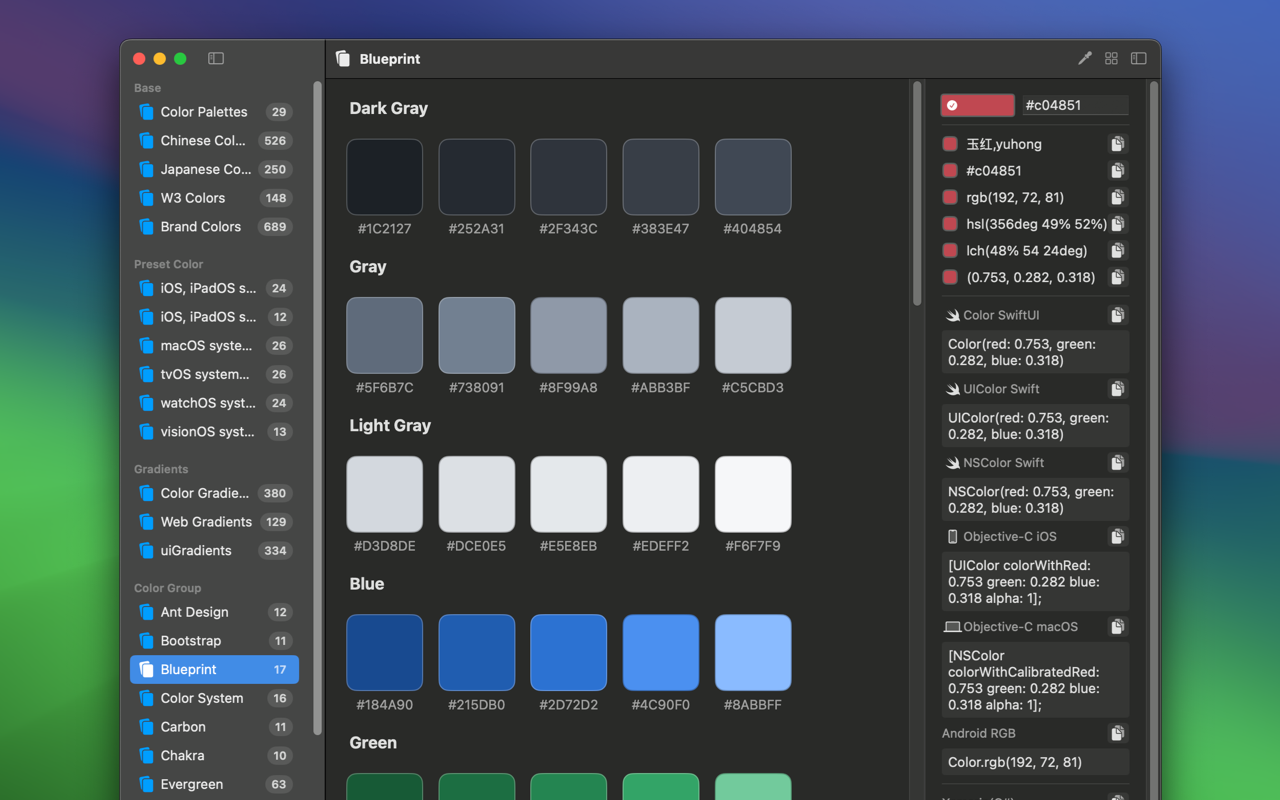 Blueprint
Base
Color Palettes 29
Chinese Col... 526
Japanese Co... 250
W3 Colors 148
Brand Colors 689
Preset Color
iOS, iPadOS s... 24
iOS, iPadOS s... 12
macOS syste... 26
tvOS system... 26
watchOS syst... 24
visionOS syst... 13
Gradients
Color Gradie... 380
Web Gradients 129
uiGradients 334
Color Group
Ant Design 12
Bootstrap 11
Blueprint 17
Color System 16
Carbon 11
Chakra 10
Evergreen 63
Dark Gray
#1C2127 #252A31 #2F343C #383E47 #404854
Gray
#5F6B7C #738091 #8F99A8 #ABB3BF #C5CBD3
Light Gray
#D3D8DE #DCE0E5 #E5E8EB #EDEFF2 #F6F7F9
Blue
#184A90 #215DB0 #2D72D2 #4C90F0 #8ABBFF
Green
#c04851
玉红,yuhong
#c04851
rgb(192, 72, 81)
hsl(356deg 49% 52%)
lch(48% 54 24deg)
(0.753, 0.282, 0.318)
Color SwiftUI
Color(red: 0.753, green:
0.282, blue: 0.318)
UIColor Swift
UIColor(red: 0.753, green:
0.282, blue: 0.318)
NSColor Swift
NSColor(red: 0.753, green:
0.282, blue: 0.318)
Objective-C iOS
[UIColor colorWithRed:
0.753 green: 0.282 blue:
0.318 alpha: 1];
Objective-C macOS
[NSColor
colorWithCalibratedRed:
0.753 green: 0.282 blue:
0.318 alpha: 1];
Android RGB
Color.rgb(192, 72, 81)